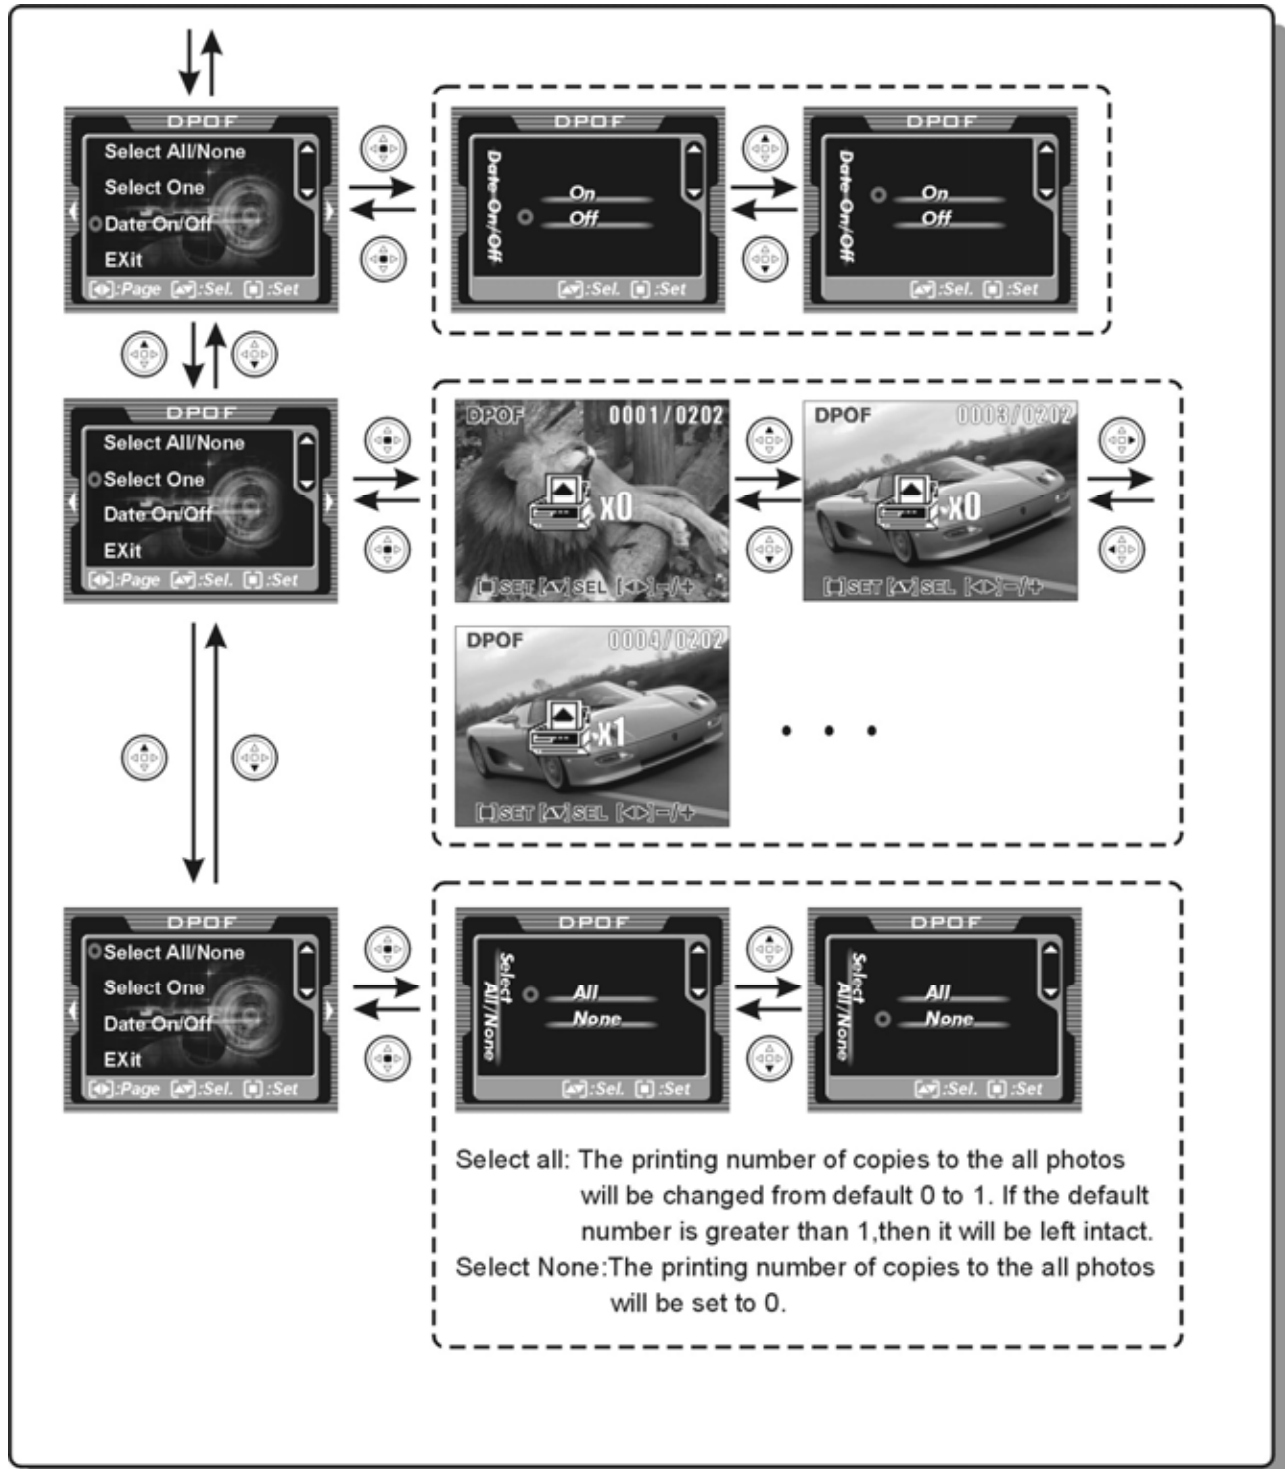 DPOF
Select All/None
Select One
Date On/Off
EXit
:Page :Sel. :Set
DPOF
Date On/Off
On
Off
:Sel. :Set
DPOF
Date On/Off
On
Off
:Sel. :Set
DPOF
Select All/None
Select One
Date On/Off
EXit
:Page :Sel. :Set
DPOF 0001/0202
x0
[ ]SET [ ]SEL [ ]-/+
DPOF 0003/0202
x0
[ ]SET [ ]SEL [ ]-/+
DPOF 0004/0202
x1
[ ]SET [ ]SEL [ ]-/+
. . .
DPOF
Select All/None
Select One
Date On/Off
EXit
:Page :Sel. :Set
DPOF
Select
All/None
All
None
:Sel. :Set
DPOF
Select
All/None
All
None
:Sel. :Set
Select all: The printing number of copies to the all photos
will be changed from default 0 to 1. If the default
number is greater than 1,then it will be left intact.
Select None:The printing number of copies to the all photos
will be set to 0.